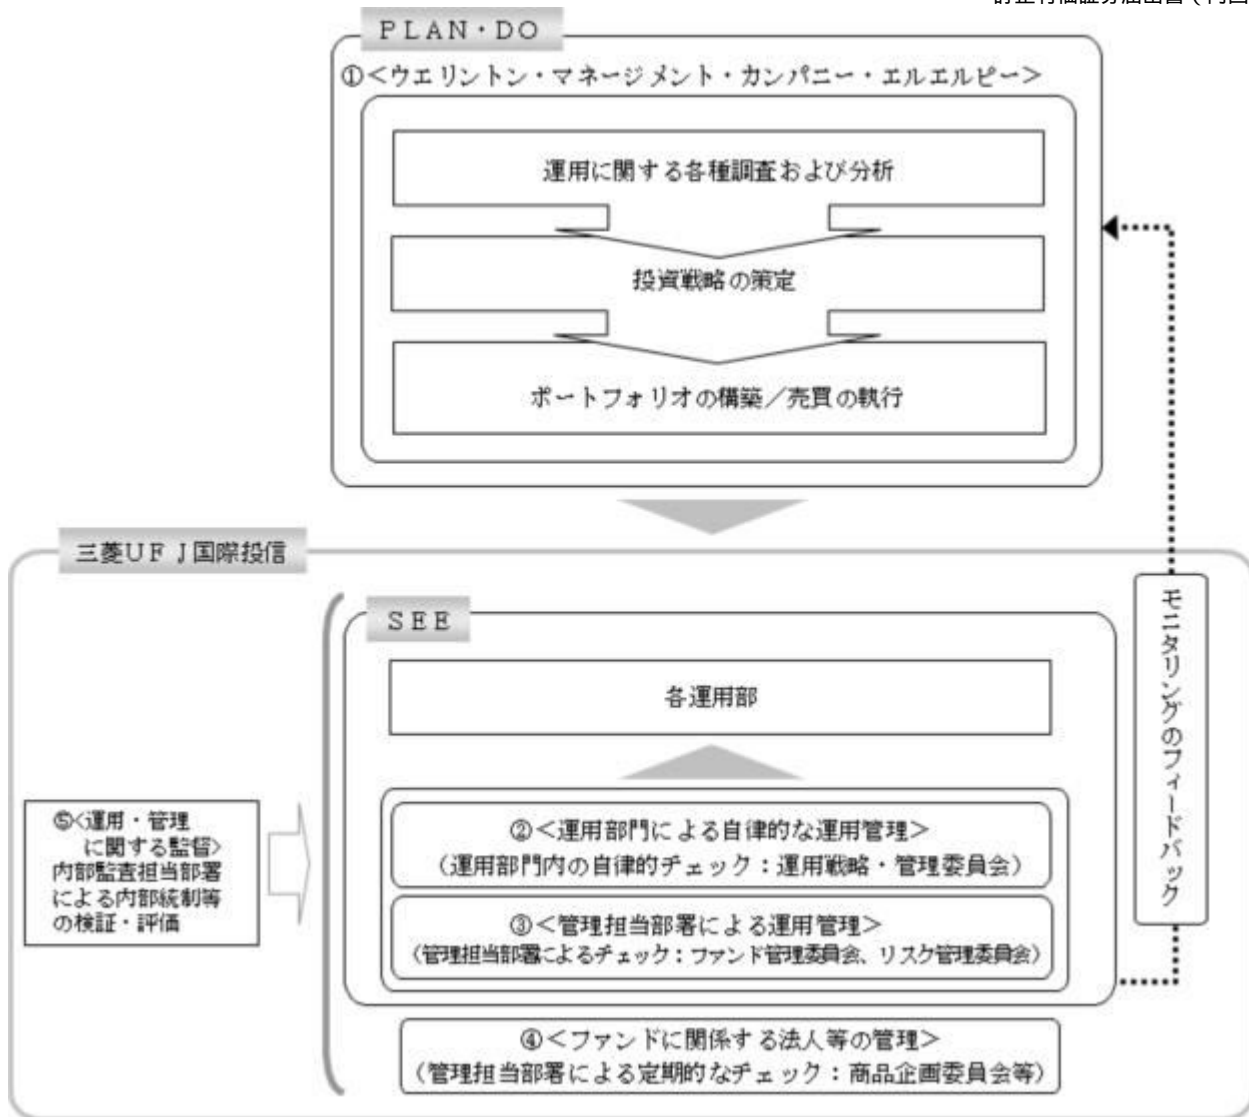 PLAN・DO
①<ウエリントン・マネージメント・カンパニー・エルエルピー>
運用に関する各種調査および分析
投資戦略の策定
ポートフォリオの構築/売買の執行
三菱UFJ国際投信
SEE
各運用部
モニタリングのフィードバック
⑤<運用・管理
に関する監督>
内部監査担当部署
による内部統制等
の検証・評価
②<運用部門による自律的な運用管理>
(運用部門内の自律的チェック:運用戦略・管理委員会)
③<管理担当部署による運用管理>
(管理担当部署によるチェック:ファンド管理委員会、リスク管理委員会)
④<ファンドに関係する法人等の管理>
(管理担当部署による定期的なチェック:商品企画委員会等)